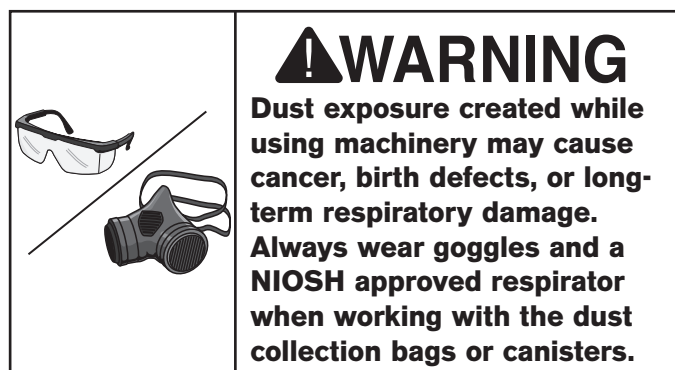 WARNING
Dust exposure created while
using machinery may cause
cancer, birth defects, or long-
term respiratory damage.
Always wear goggles and a
NIOSH approved respirator
when working with the dust
collection bags or canisters.